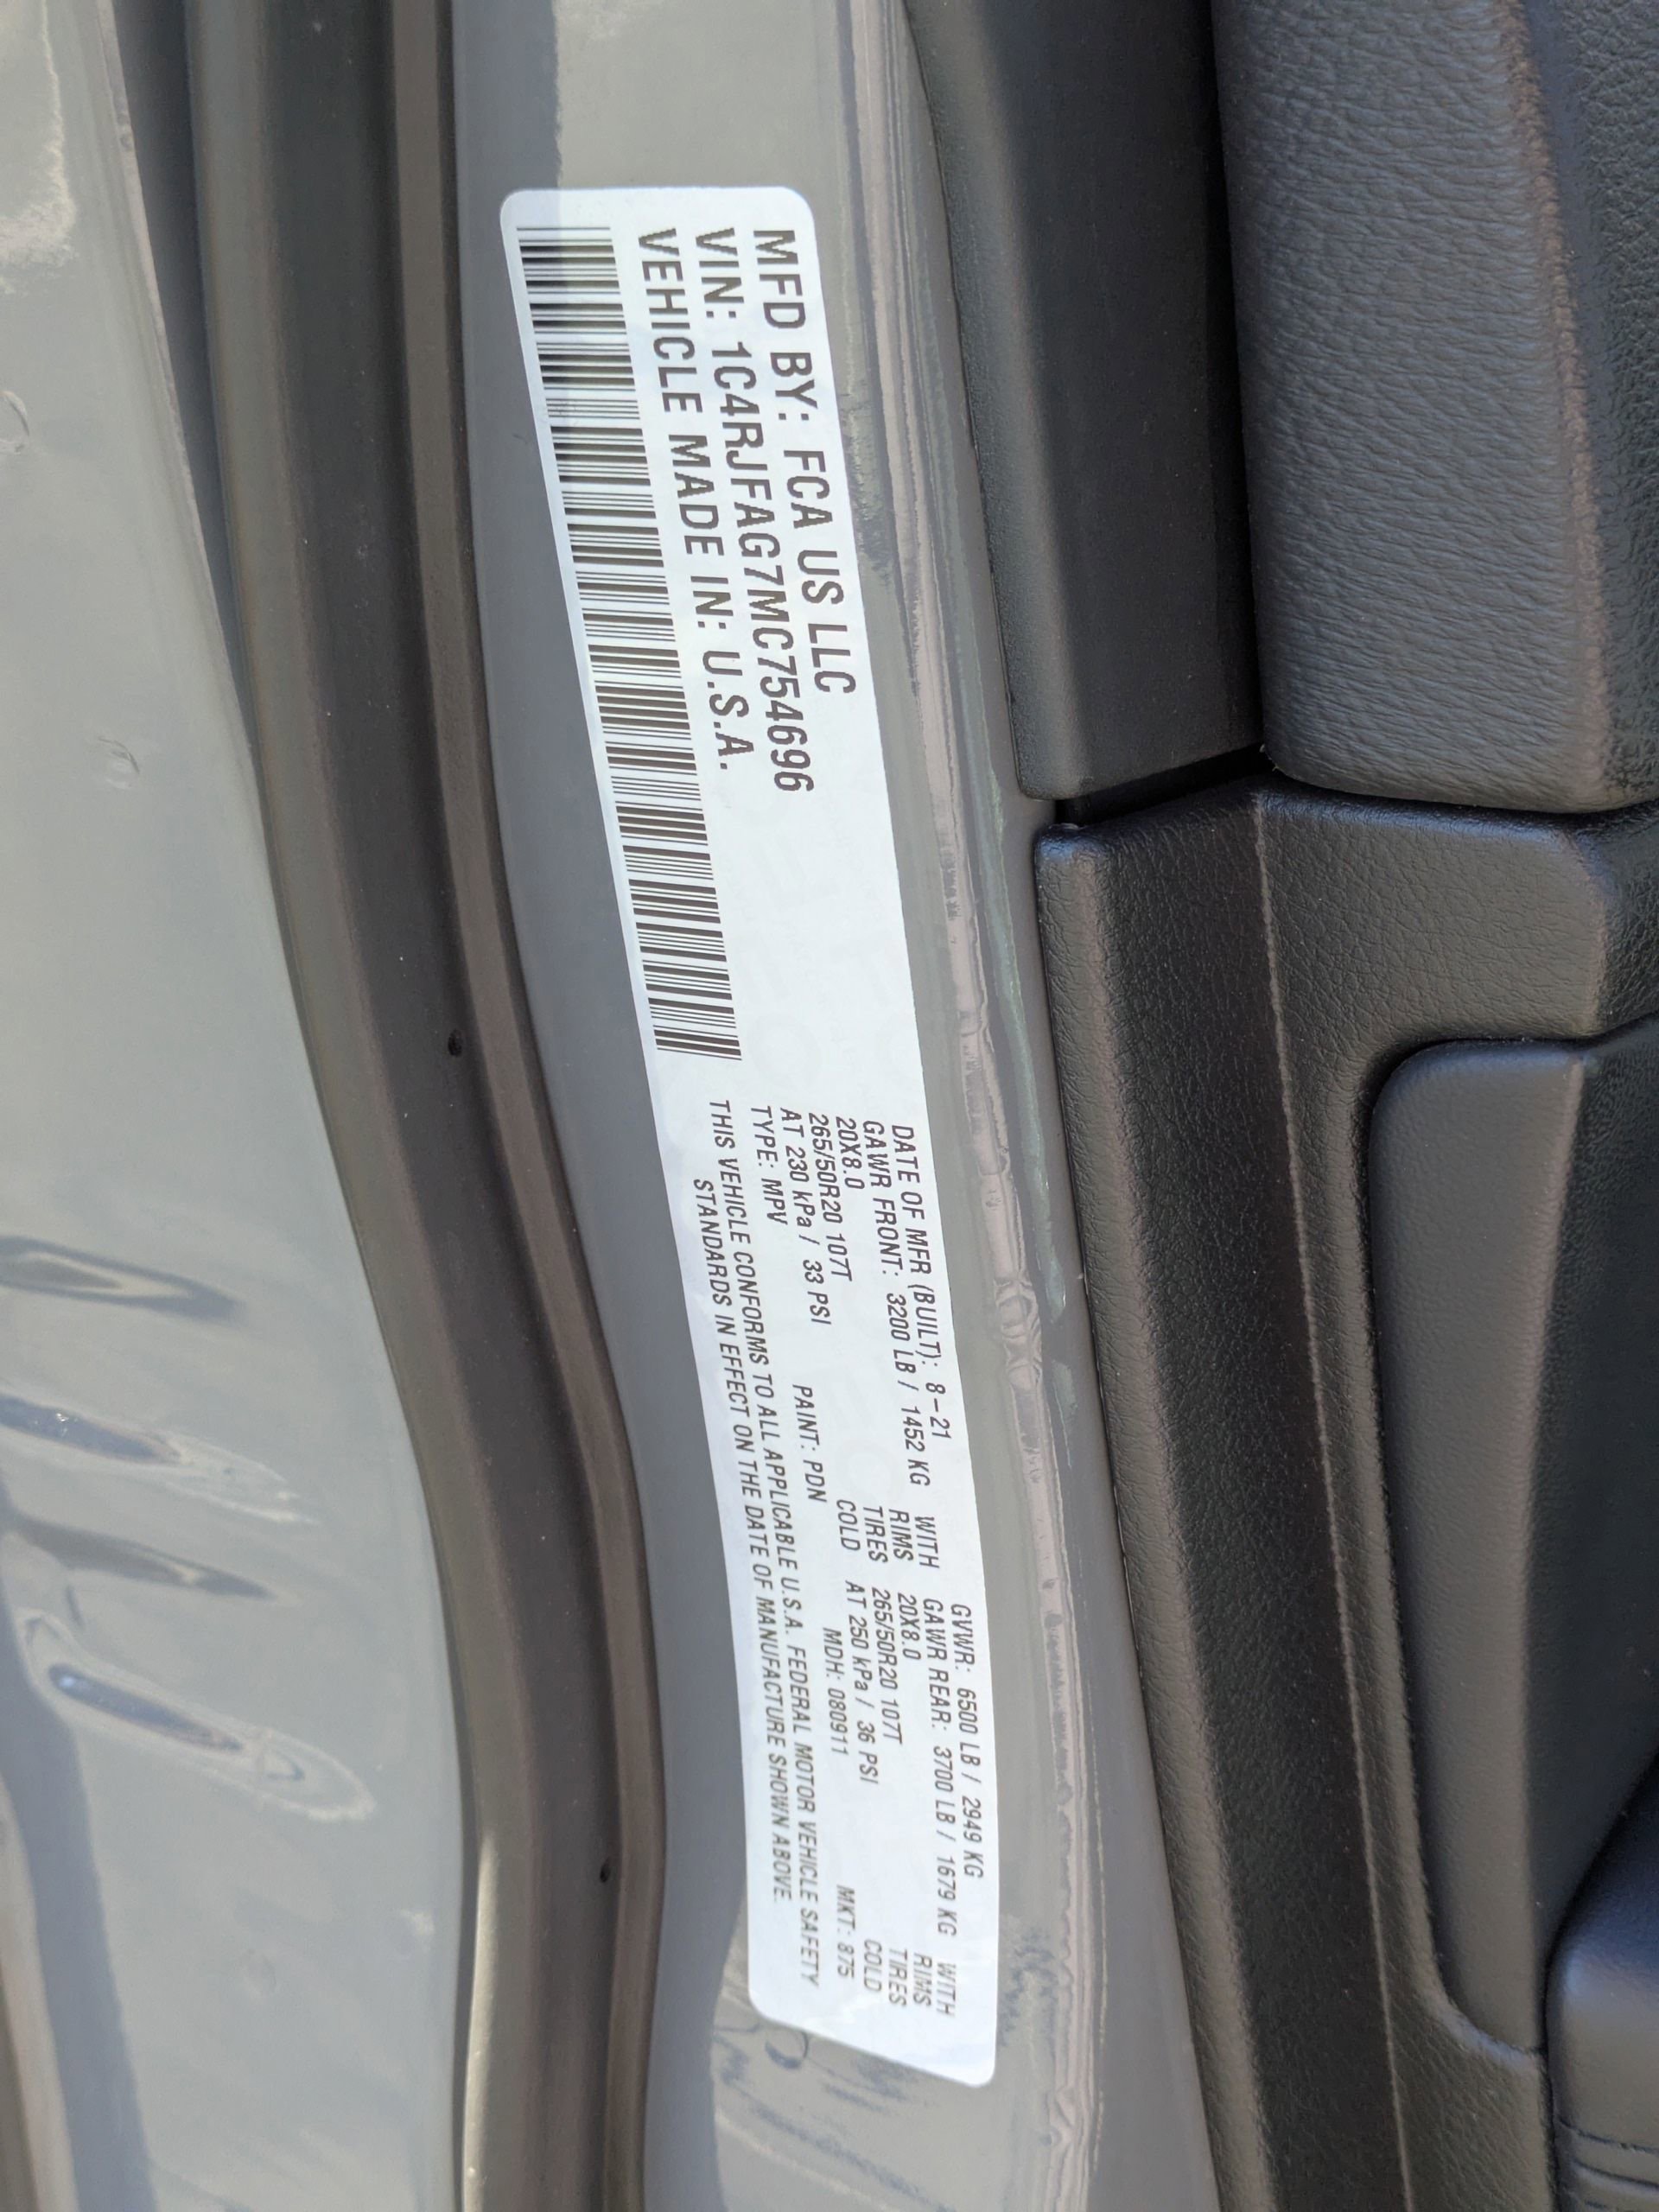 MFD BY: FCA US LLC
VIN: 1C4RJFAG7MC754696
VEHICLE MADE IN: U.S.A.
DATE OF MFR (BUILT): 8-21
GAWR FRONT: 3200 LB / 1452 KG WITH
20X8.0 RIMS
265/50R20 107T TIRES
AT 230 kPa / 33 PSI COLD
GVWR: 6500 LB / 2949 KG
GAWR REAR: 3700 LB / 1679 KG WITH
20X8.0 RIMS
265/50R20 107T TIRES
AT 250 kPa / 36 PSI COLD
TYPE: MPV PAINT: PDN MDH: 080911 MKT: 875
THIS VEHICLE CONFORMS TO ALL APPLICABLE U.S.A. FEDERAL MOTOR VEHICLE SAFETY
STANDARDS IN EFFECT ON THE DATE OF MANUFACTURE SHOWN ABOVE.